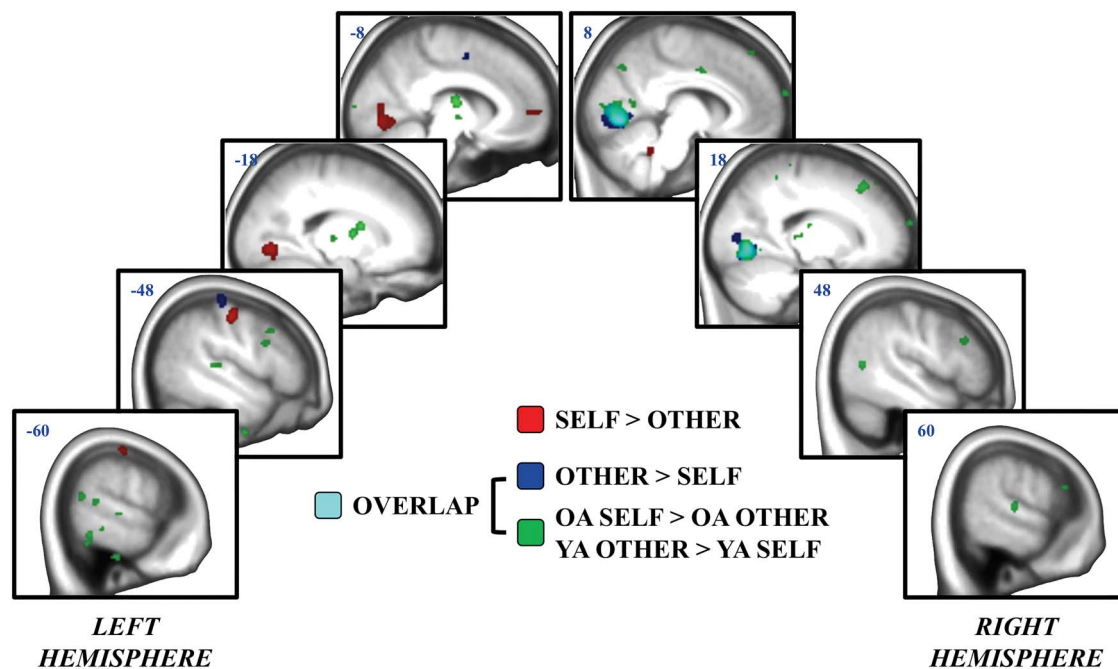 -8
8
-18
18
-48
48
-60
60
SELF > OTHER
OTHER > SELF
OVERLAP
OA SELF > OA OTHER
YA OTHER > YA SELF
LEFT
HEMISPHERE
RIGHT
HEMISPHERE